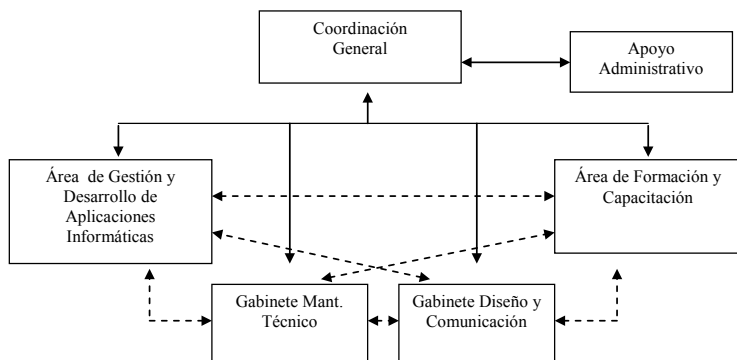 Coordinación
General
Apoyo
Administrativo
Área de Gestión y
Desarrollo de
Aplicaciones
Informáticas
Área de Formación y
Capacitación
Gabinete Mant.
Técnico
Gabinete Diseño y
Comunicación